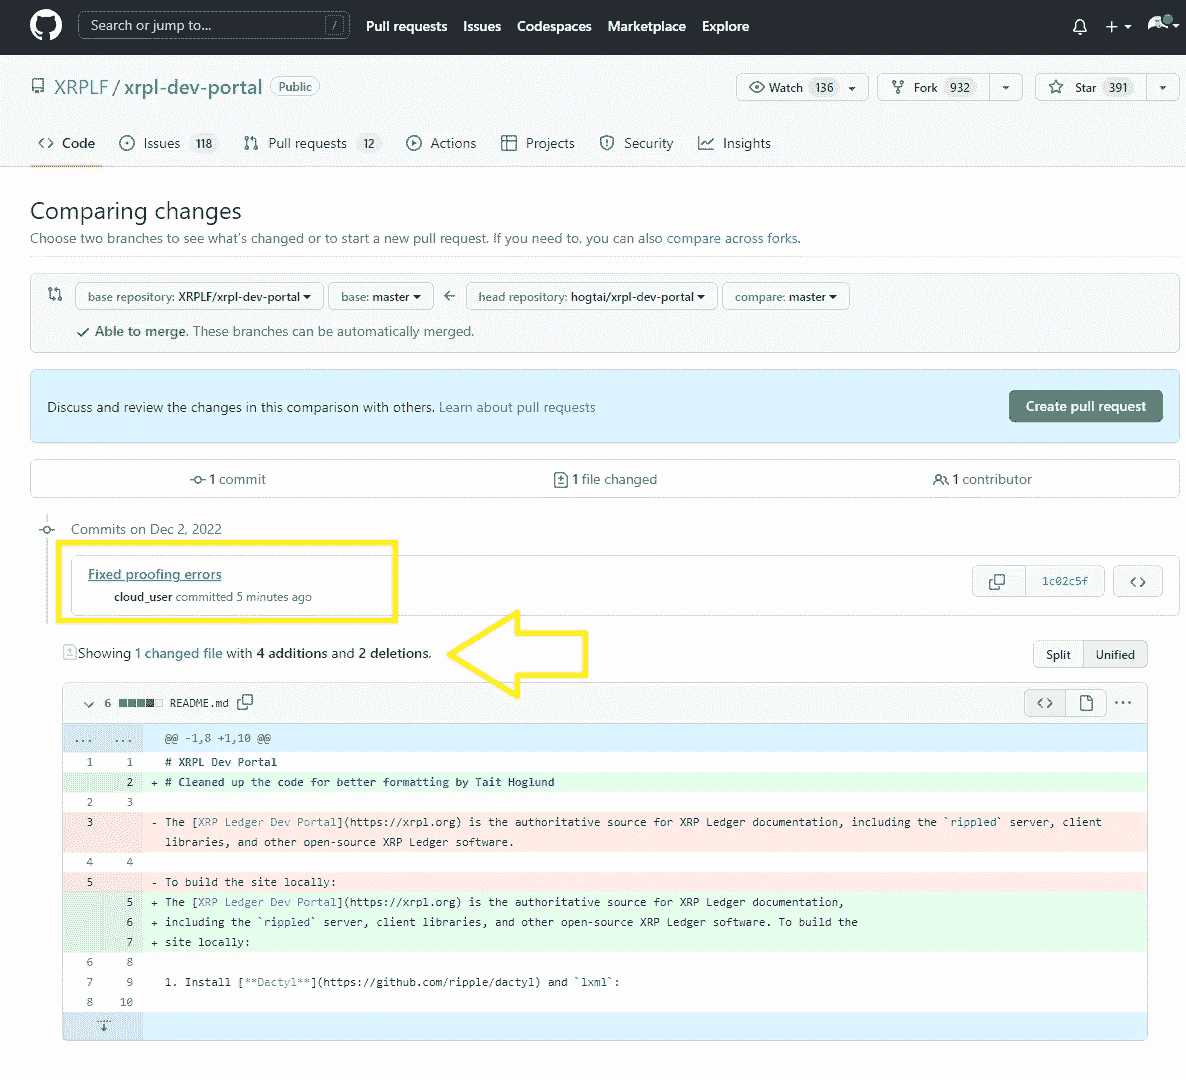 Search or jump to... / Pull requests Issues Codespaces Marketplace Explore
XRPLF / xrpl-dev-portal Public Watch 136 Fork 932 Star 391
Code Issues 118 Pull requests 12 Actions Projects Security Insights
Comparing changes
Choose two branches to see what's changed or to start a new pull request. If you need to, you can also compare across forks.
base repository: XRPLF/xrpl-dev-portal base: master head repository: hogtai/xrpl-dev-portal compare: master
Able to merge. These branches can be automatically merged.
Discuss and review the changes in this comparison with others. Learn about pull requests Create pull request
1 commit 1 file changed 1 contributor
Commits on Dec 2, 2022
Fixed proofing errors
cloud_user committed 5 minutes ago
1c02c5f
Showing 1 changed file with 4 additions and 2 deletions. Split Unified
6 README.md
... ... @@ -1,8 +1,10 @@
1 1 # XRPL Dev Portal
2 + # Cleaned up the code for better formatting by Tait Hoglund
2 3
3 - The [XRP Ledger Dev Portal](https://xrpl.org) is the authoritative source for XRP Ledger documentation, including the `rippled` server, client
libraries, and other open-source XRP Ledger software.
4 4
5 - To build the site locally:
5 + The [XRP Ledger Dev Portal](https://xrpl.org) is the authoritative source for XRP Ledger documentation,
6 + including the `rippled` server, client libraries, and other open-source XRP Ledger software. To build the
7 + site locally:
6 8
7 9 1. Install [**Dactyl**](https://github.com/ripple/dactyl) and `lxml`:
8 10